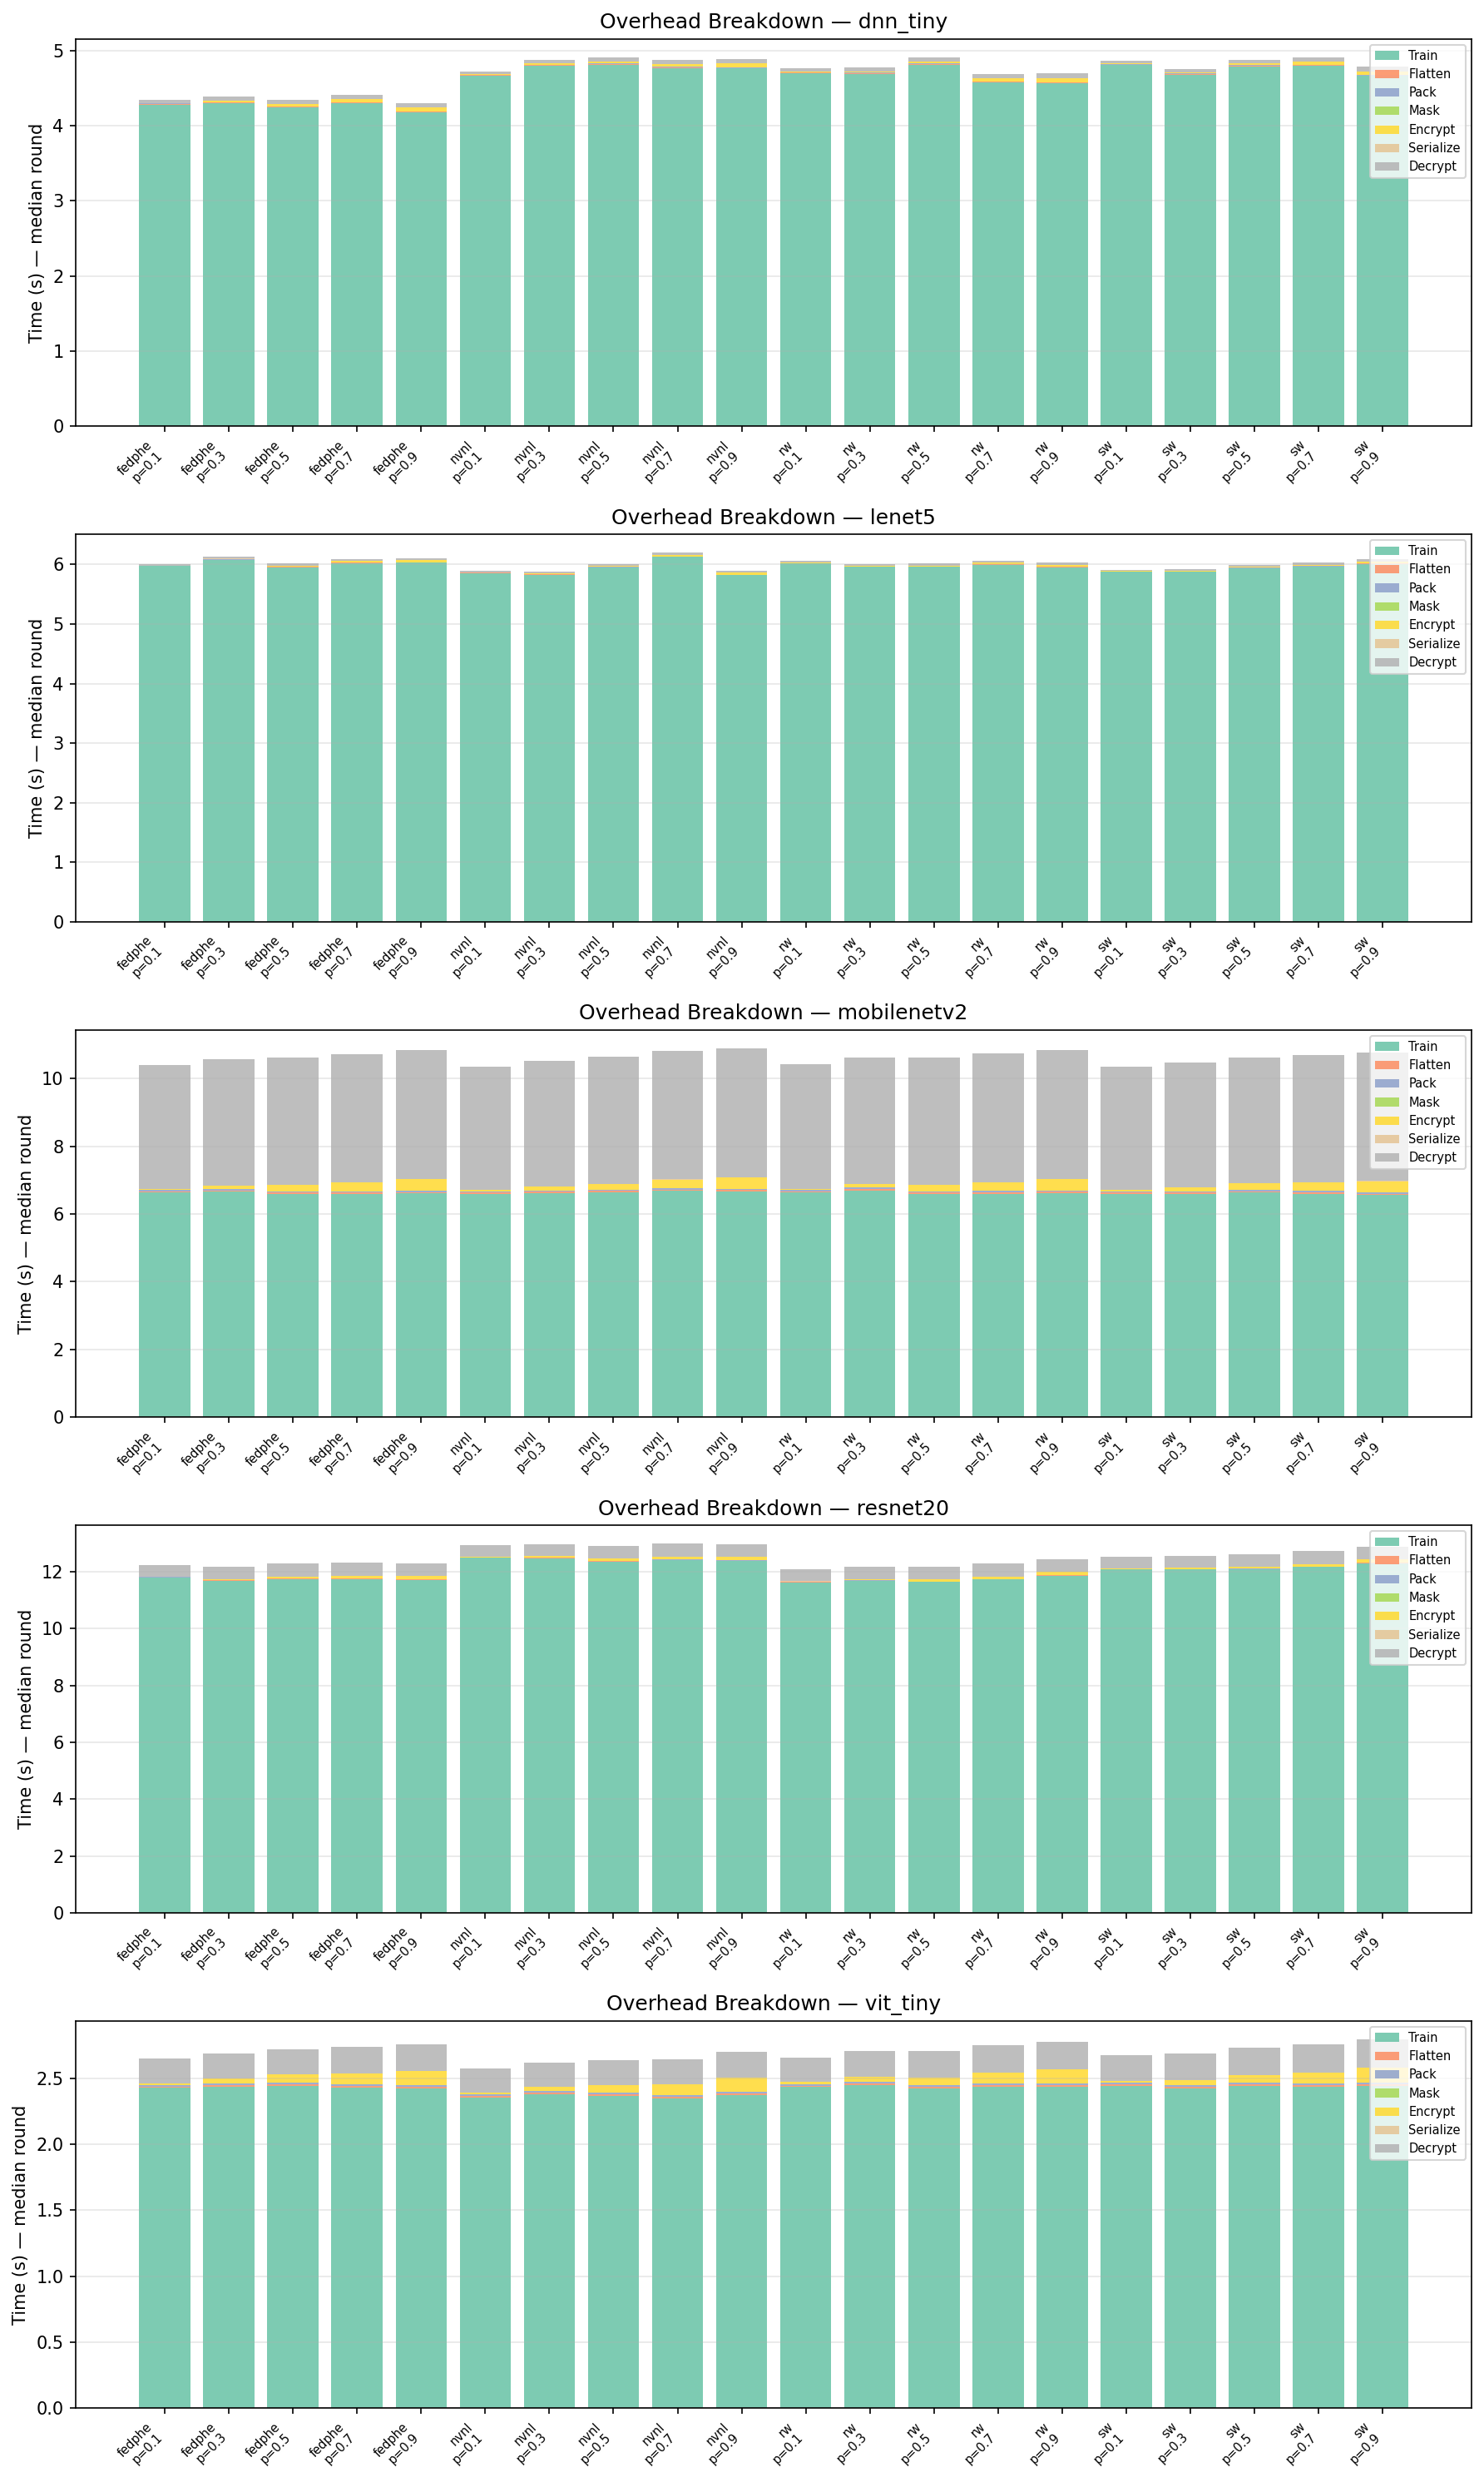 Overhead Breakdown — dnn_tiny
Time (s) — median round
5
4
3
2
1
0
Train
Flatten
Pack
Mask
Encrypt
Serialize
Decrypt
fedphe
p=0.1
fedphe
p=0.3
fedphe
p=0.5
fedphe
p=0.7
fedphe
p=0.9
nvnl
p=0.1
nvnl
p=0.3
nvnl
p=0.5
nvnl
p=0.7
nvnl
p=0.9
rw
p=0.1
rw
p=0.3
rw
p=0.5
rw
p=0.7
rw
p=0.9
sw
p=0.1
sw
p=0.3
sw
p=0.5
sw
p=0.7
sw
p=0.9
Overhead Breakdown — lenet5
Time (s) — median round
6
5
4
3
2
1
0
Train
Flatten
Pack
Mask
Encrypt
Serialize
Decrypt
fedphe
p=0.1
fedphe
p=0.3
fedphe
p=0.5
fedphe
p=0.7
fedphe
p=0.9
nvnl
p=0.1
nvnl
p=0.3
nvnl
p=0.5
nvnl
p=0.7
nvnl
p=0.9
rw
p=0.1
rw
p=0.3
rw
p=0.5
rw
p=0.7
rw
p=0.9
sw
p=0.1
sw
p=0.3
sw
p=0.5
sw
p=0.7
sw
p=0.9
Overhead Breakdown — mobilenetv2
Time (s) — median round
10
8
6
4
2
0
Train
Flatten
Pack
Mask
Encrypt
Serialize
Decrypt
fedphe
p=0.1
fedphe
p=0.3
fedphe
p=0.5
fedphe
p=0.7
fedphe
p=0.9
nvnl
p=0.1
nvnl
p=0.3
nvnl
p=0.5
nvnl
p=0.7
nvnl
p=0.9
rw
p=0.1
rw
p=0.3
rw
p=0.5
rw
p=0.7
rw
p=0.9
sw
p=0.1
sw
p=0.3
sw
p=0.5
sw
p=0.7
sw
p=0.9
Overhead Breakdown — resnet20
Time (s) — median round
12
10
8
6
4
2
0
Train
Flatten
Pack
Mask
Encrypt
Serialize
Decrypt
fedphe
p=0.1
fedphe
p=0.3
fedphe
p=0.5
fedphe
p=0.7
fedphe
p=0.9
nvnl
p=0.1
nvnl
p=0.3
nvnl
p=0.5
nvnl
p=0.7
nvnl
p=0.9
rw
p=0.1
rw
p=0.3
rw
p=0.5
rw
p=0.7
rw
p=0.9
sw
p=0.1
sw
p=0.3
sw
p=0.5
sw
p=0.7
sw
p=0.9
Overhead Breakdown — vit_tiny
Time (s) — median round
2.5
2.0
1.5
1.0
0.5
0.0
Train
Flatten
Pack
Mask
Encrypt
Serialize
Decrypt
fedphe
p=0.1
fedphe
p=0.3
fedphe
p=0.5
fedphe
p=0.7
fedphe
p=0.9
nvnl
p=0.1
nvnl
p=0.3
nvnl
p=0.5
nvnl
p=0.7
nvnl
p=0.9
rw
p=0.1
rw
p=0.3
rw
p=0.5
rw
p=0.7
rw
p=0.9
sw
p=0.1
sw
p=0.3
sw
p=0.5
sw
p=0.7
sw
p=0.9